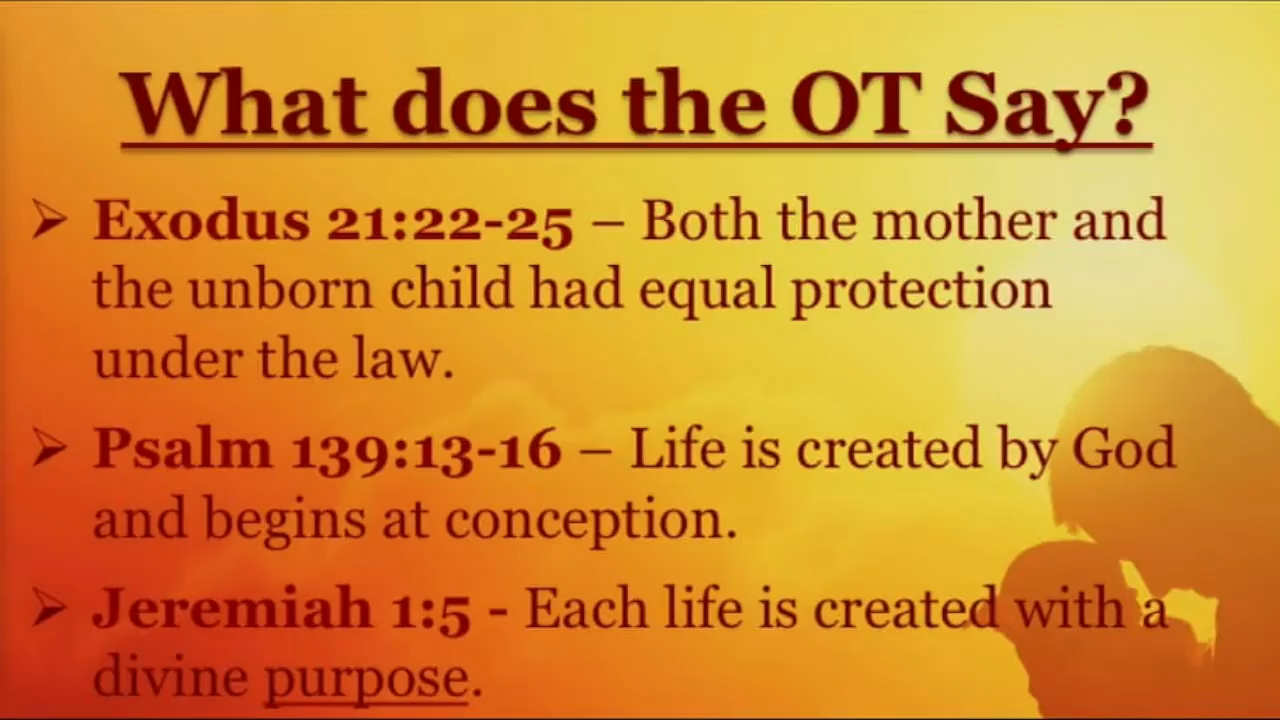 What does the OT Say?
➢ Exodus 21:22-25 – Both the mother and
the unborn child had equal protection
under the law.
➢ Psalm 139:13-16 – Life is created by God
and begins at conception.
➢ Jeremiah 1:5 - Each life is created with a
divine purpose.